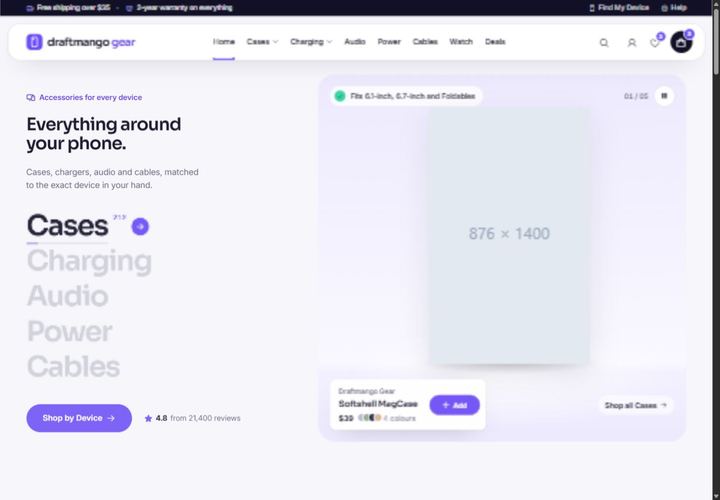 Free shipping over $35 • 2-year warranty on everything
Find My Device
Help
draftmango gear
Home
Cases
Charging
Audio
Power
Cables
Watch
Deals
Accessories for every device
Everything around
your phone.
Cases, chargers, audio and cables, matched
to the exact device in your hand.
Cases
Charging
Audio
Power
Cables
Shop by Device →
4.8 from 21,400 reviews
Fits 6.1-inch, 6.7-inch and Foldables
01 / 05
876 × 1400
Draftmango Gear
Softshell MagCase
$39
4 colours
+ Add
Shop all Cases →